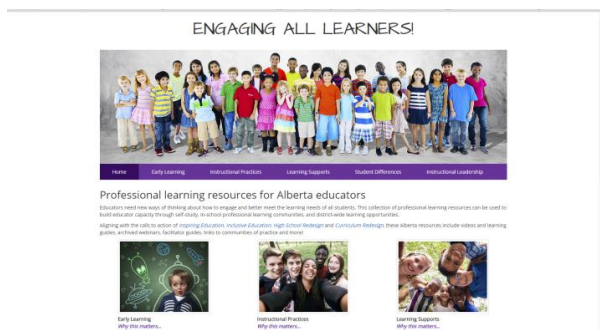 ENGAGING ALL LEARNERS!
Home Early Learning Instructional Practices Learning Supports Student Differences Instructional Leadership
Professional learning resources for Alberta educators
Educators need new ways of thinking about how to engage and better meet the learning needs of all students. This collection of professional learning resources can be used to
build educator capacity through self-study, in-school professional learning communities, and district-wide learning opportunities.
Aligning with the calls to action of Inspiring Education, Inclusive Education, High School Redesign and Curriculum Redesign these Alberta resources include videos and learning
guides, archived webinars, facilitator guides, links to communities of practice and more!
Early Learning Instructional Practices Learning Supports
Why this matters... Why this matters... Why this matters...